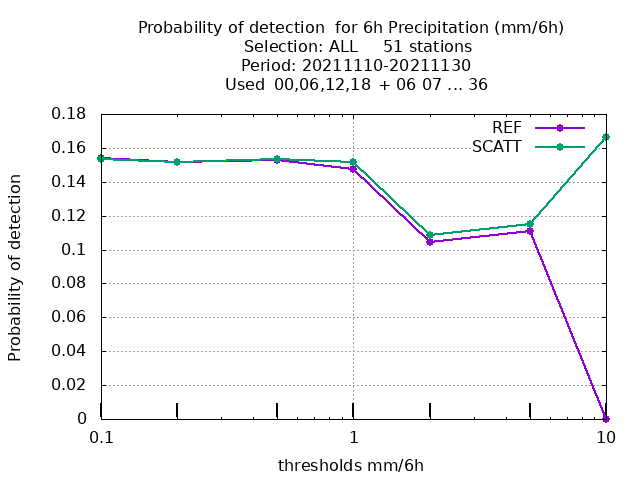 Probability of detection  for 6h Precipitation (mm/6h)
Selection: ALL     51 stations
Period: 20211110-20211130
Used  00,06,12,18  + 06 07 ... 36
REF
SCATT
0.18
0.16
0.14
0.12
0.1
0.08
0.06
0.04
0.02
0
Probability of detection
0.1 1 10
thresholds mm/6h